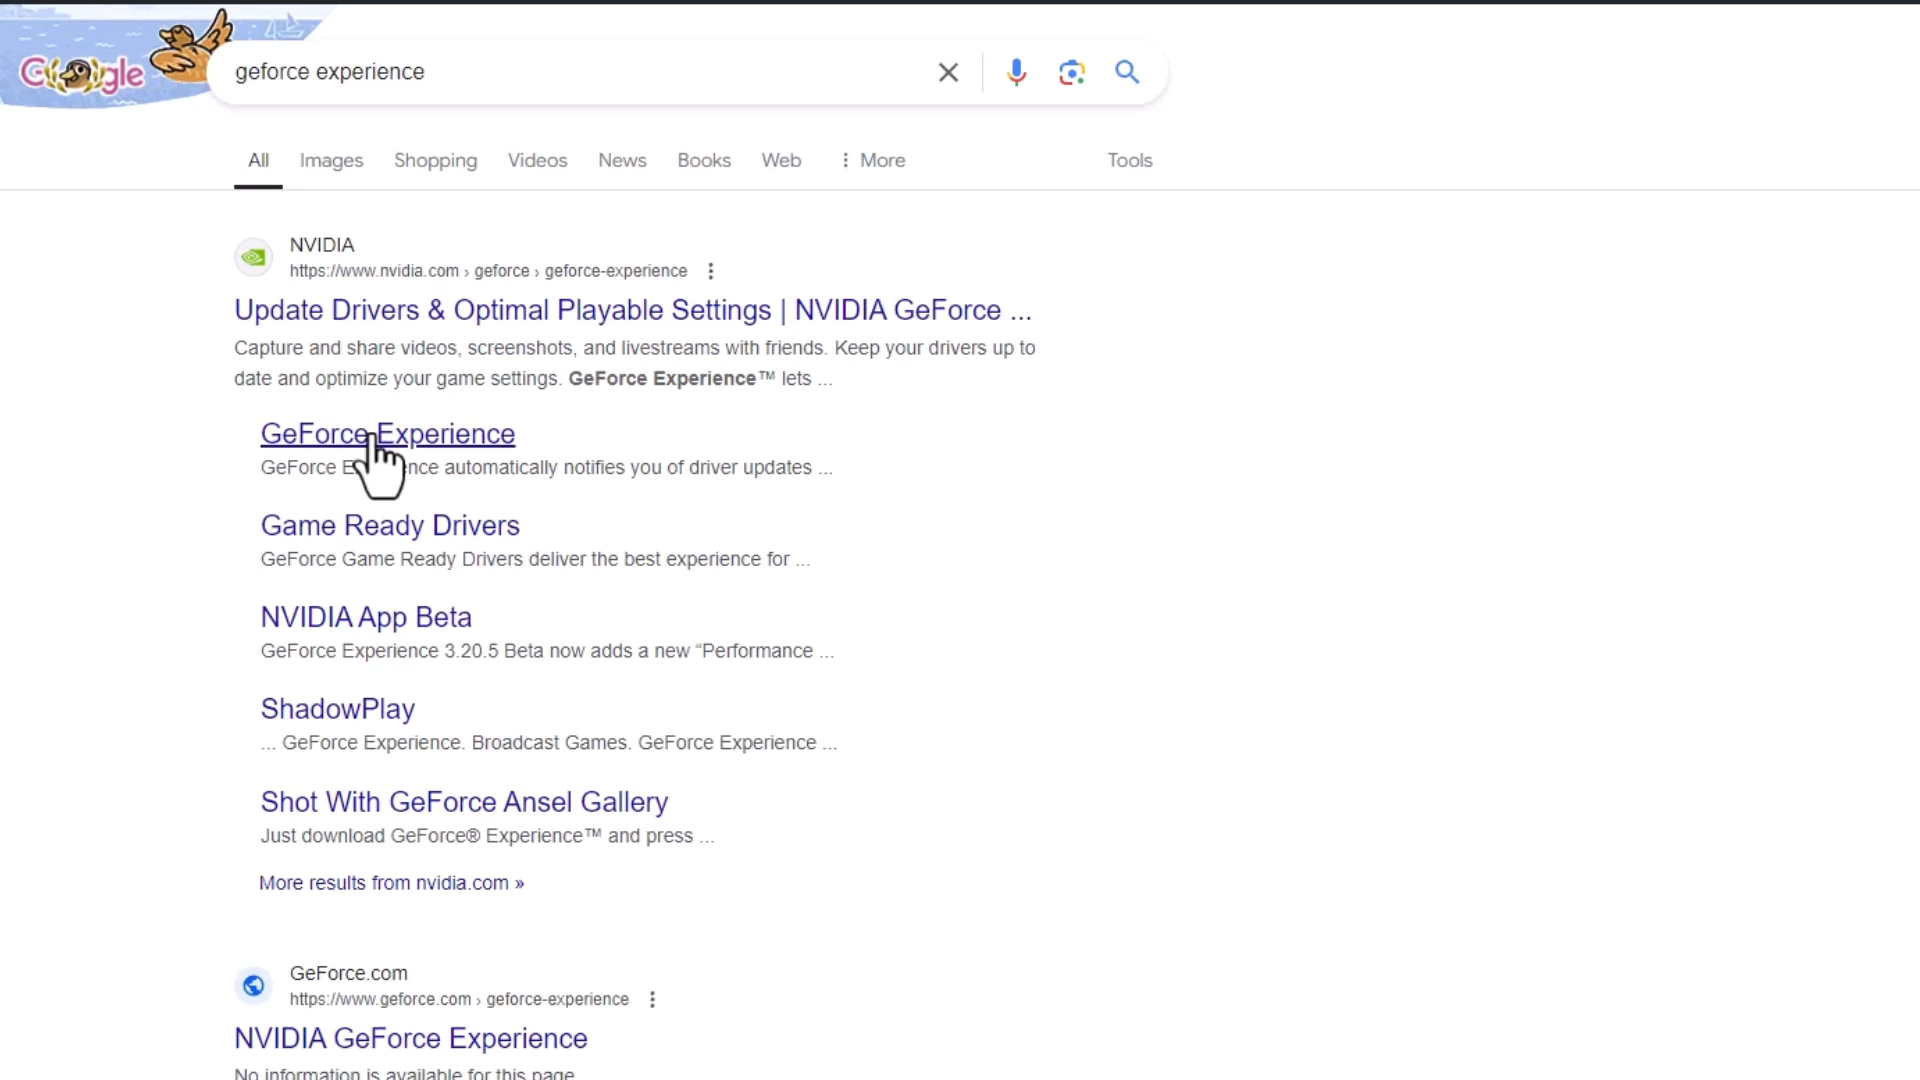 Google
geforce experience
All Images Shopping Videos News Books Web More Tools
NVIDIA
https://www.nvidia.com › geforce › geforce-experience
Update Drivers & Optimal Playable Settings | NVIDIA GeForce ...
Capture and share videos, screenshots, and livestreams with friends. Keep your drivers up to
date and optimize your game settings. GeForce Experience™ lets ...
GeForce Experience
GeForce E nce automatically notifies you of driver updates ...
Game Ready Drivers
GeForce Game Ready Drivers deliver the best experience for ...
NVIDIA App Beta
GeForce Experience 3.20.5 Beta now adds a new “Performance ...
ShadowPlay
... GeForce Experience. Broadcast Games. GeForce Experience ...
Shot With GeForce Ansel Gallery
Just download GeForce® Experience™ and press ...
More results from nvidia.com »
GeForce.com
https://www.geforce.com › geforce-experience
NVIDIA GeForce Experience
No information is available for this page.